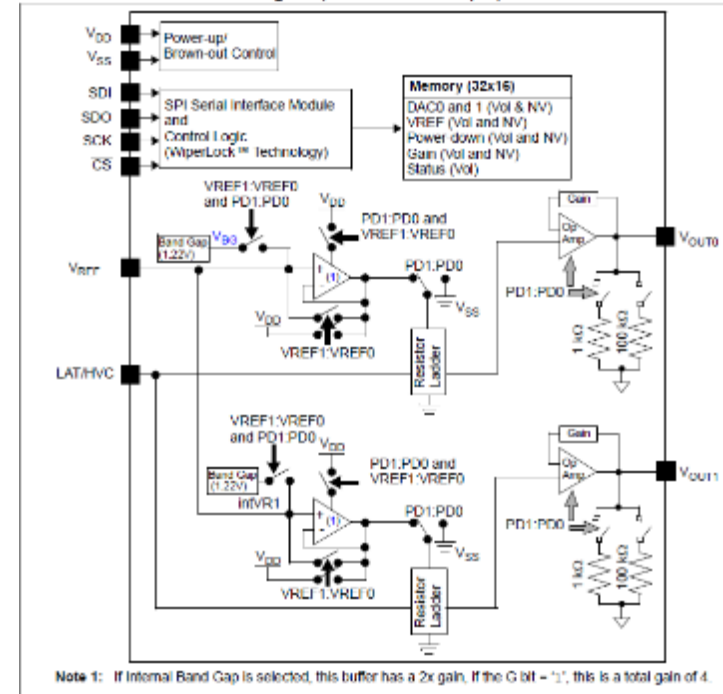 VDD
Power-up/
Brown-out Control
VSS
SDI
SDO
SCK
CS
SPI Serial Interface Module
and
Control Logic
(WiperLock™ Technology)
Memory (32x16)
DAC0 and 1 (Vol & NV)
VREF (Vol and NV)
Power down (Vol and NV)
Gain (Vol and NV)
Status (Vol)
VREF1:VREF0
and PD1:PD0
VDD
PD1:PD0 and
VREF1:VREF0
Gain
Op
Amp
VOUT0
Band Gap
(1.22V)
VBG
VREF
+
(1)
-
PD1:PD0
VSS
VDD
VREF1:VREF0
PD1:PD0
1 kΩ
100 kΩ
Resistor
Ladder
LAT/HVC
VREF1:VREF0
and PD1:PD0
VDD
PD1:PD0 and
VREF1:VREF0
Gain
Op
Amp
VOUT1
Band Gap
(1.22V)
intVR1
+
(1)
-
PD1:PD0
VSS
VDD
VREF1:VREF0
PD1:PD0
1 kΩ
100 kΩ
Resistor
Ladder
Note 1: If Internal Band Gap is selected, this buffer has a 2x gain, If the G bit = '1', this is a total gain of 4.